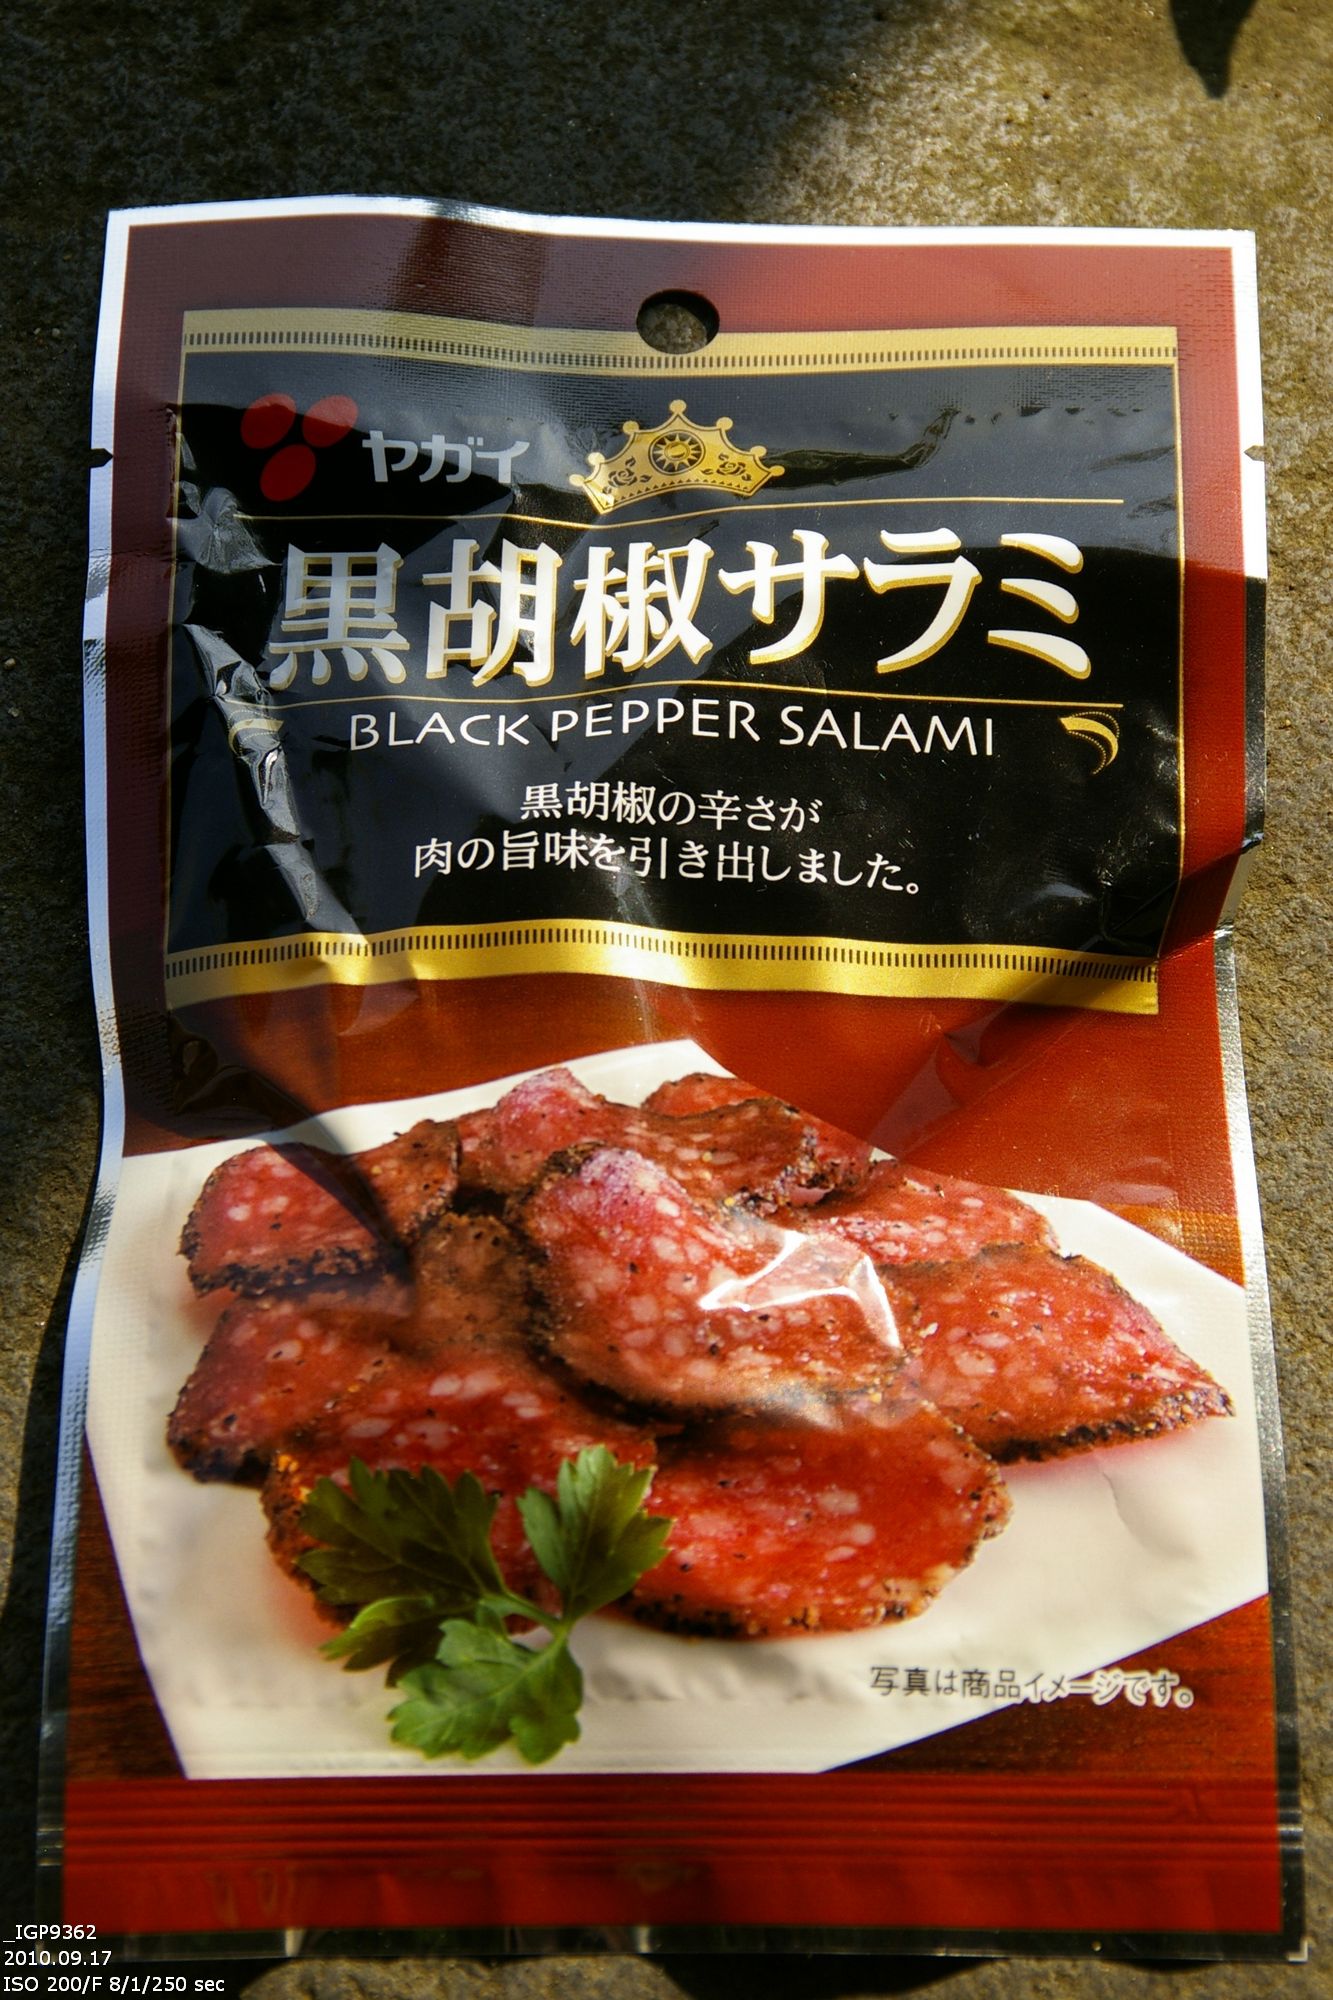 ヤガイ
黒胡椒サラミ
BLACK PEPPER SALAMI
黒胡椒の辛さが
肉の旨味を引き出しました。
写真は商品イメージです。
_IGP9362
2010.09.17
ISO 200/F 8/1/250 sec